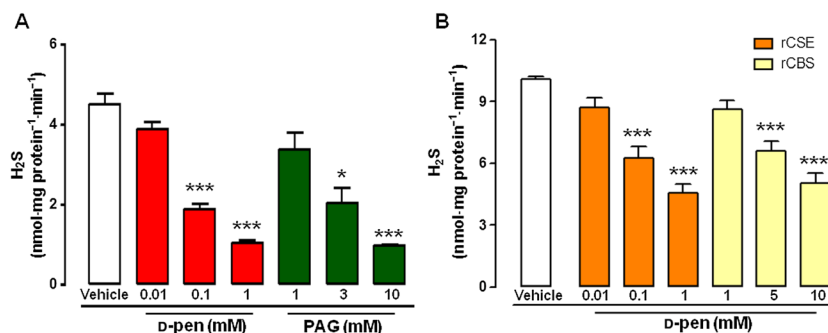 A
H₂S
(nmol·mg protein⁻¹·min⁻¹)
6
4
2
0
***
***
*
***
Vehicle 0.01 0.1 1 1 3 10
D-pen (mM) PAG (mM)
B
H₂S
(nmol·mg protein⁻¹·min⁻¹)
12
9
6
3
0
rCSE
rCBS
***
***
***
***
Vehicle 0.01 0.1 1 1 5 10
D-pen (mM)